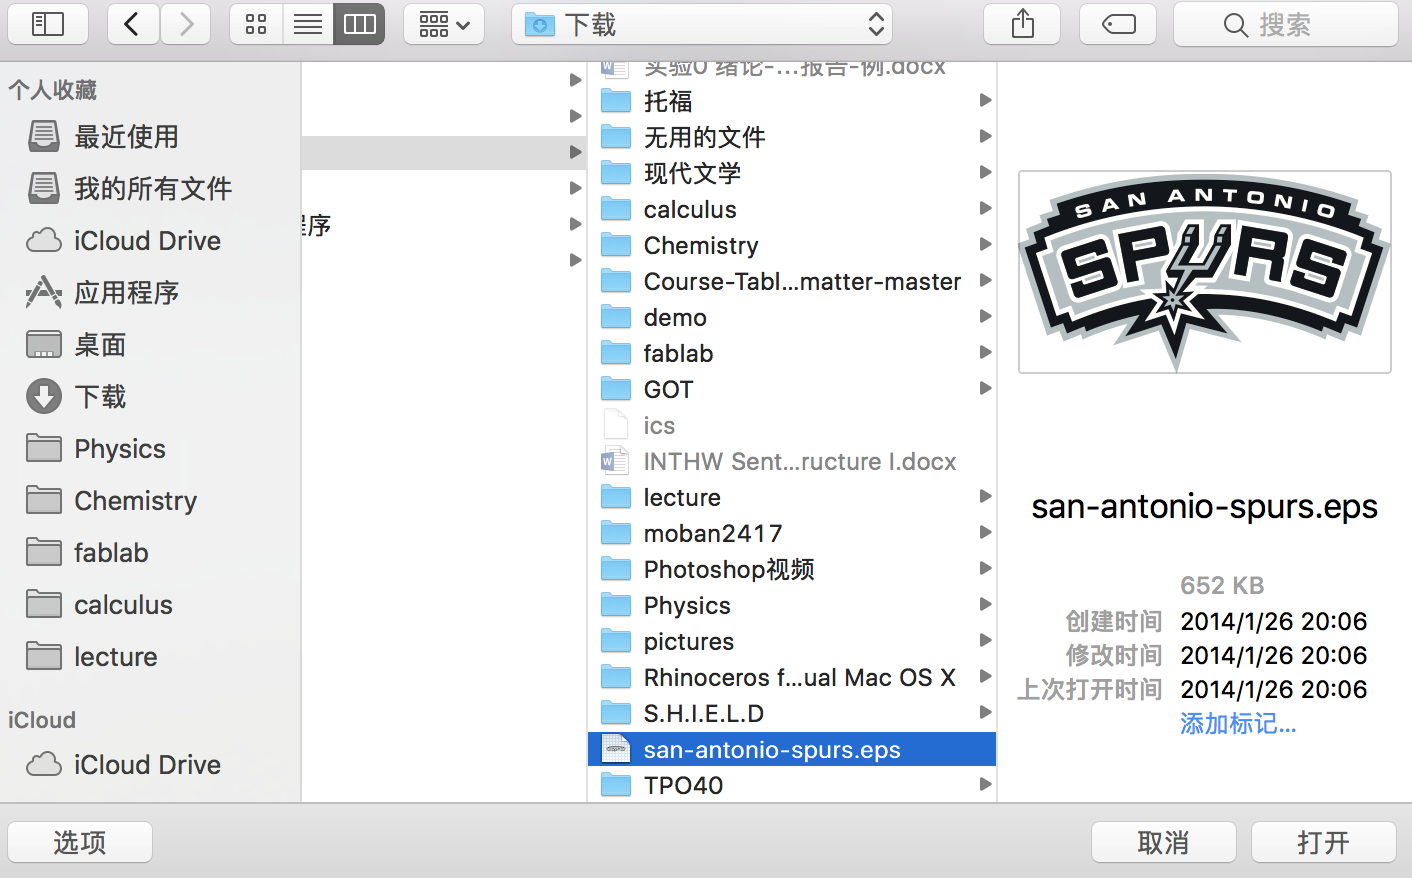 下载
搜索
个人收藏
最近使用
我的所有文件
iCloud Drive
应用程序
桌面
下载
Physics
Chemistry
fablab
calculus
lecture
iCloud
iCloud Drive
程序
实验0 绪论-...报告-例.docx
托福
无用的文件
现代文学
calculus
Chemistry
Course-Tabl...matter-master
demo
fablab
GOT
ics
INTHW Sent...ructure I.docx
lecture
moban2417
Photoshop视频
Physics
pictures
Rhinoceros f...ual Mac OS X
S.H.I.E.L.D
san-antonio-spurs.eps
TPO40
SAN ANTONIO
SPURS
san-antonio-spurs.eps
652 KB
创建时间 2014/1/26 20:06
修改时间 2014/1/26 20:06
上次打开时间 2014/1/26 20:06
添加标记...
选项
取消
打开